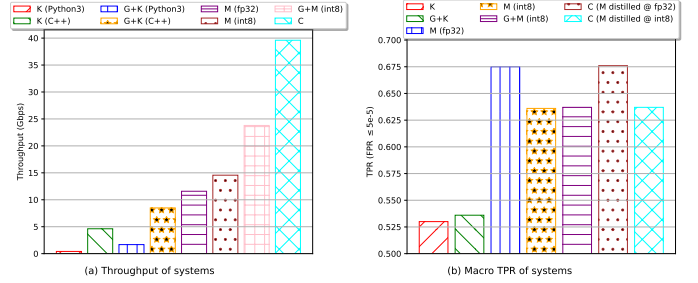 K (Python3) G+K (Python3) M (fp32) G+M (int8)
K (C++) G+K (C++) M (int8) C
Throughput (Gbps)
40
35
30
25
20
15
10
5
0
(a) Throughput of systems
K M (int8) C (M distilled @ fp32)
G+K G+M (int8) C (M distilled @ int8)
M (fp32)
TPR (FPR ≤ 5e-5)
0.700
0.675
0.650
0.625
0.600
0.575
0.550
0.525
0.500
(b) Macro TPR of systems